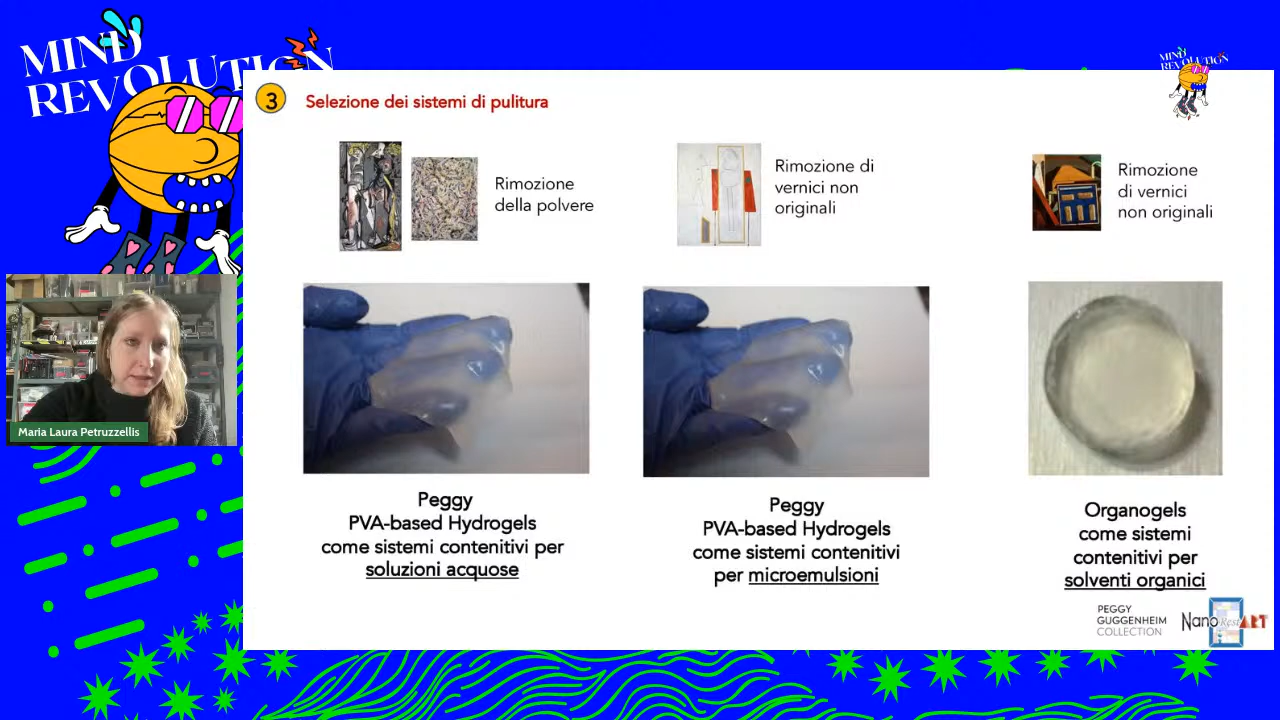 MIND
REVOLUTION
MIND
REVOLUTION
3
Selezione dei sistemi di pulitura
Rimozione
della polvere
Rimozione di
vernici non
originali
Rimozione
di vernici
non originali
Maria Laura Petruzzellis
Peggy
PVA-based Hydrogels
come sistemi contenitivi per
soluzioni acquose
Peggy
PVA-based Hydrogels
come sistemi contenitivi
per microemulsioni
Organogels
come sistemi
contenitivi per
solventi organici
PEGGY
GUGGENHEIM
COLLECTION
NanoRestART